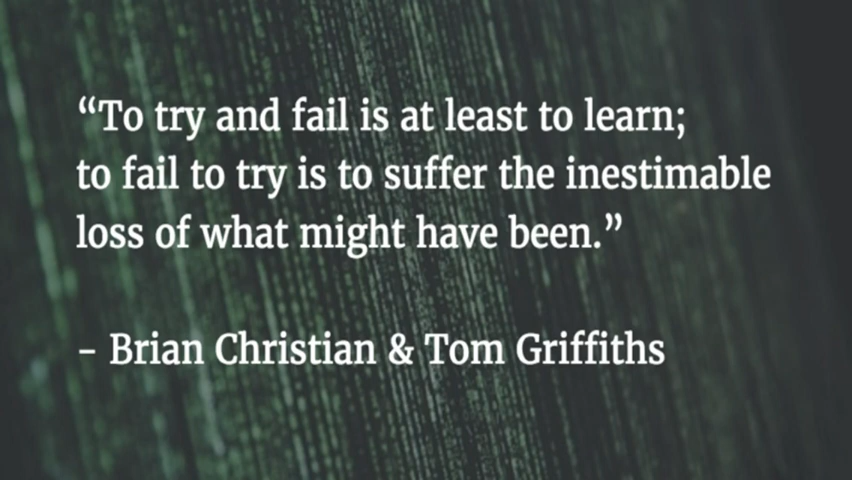 “To try and fail is at least to learn;
to fail to try is to suffer the inestimable
loss of what might have been.”
– Brian Christian & Tom Griffiths